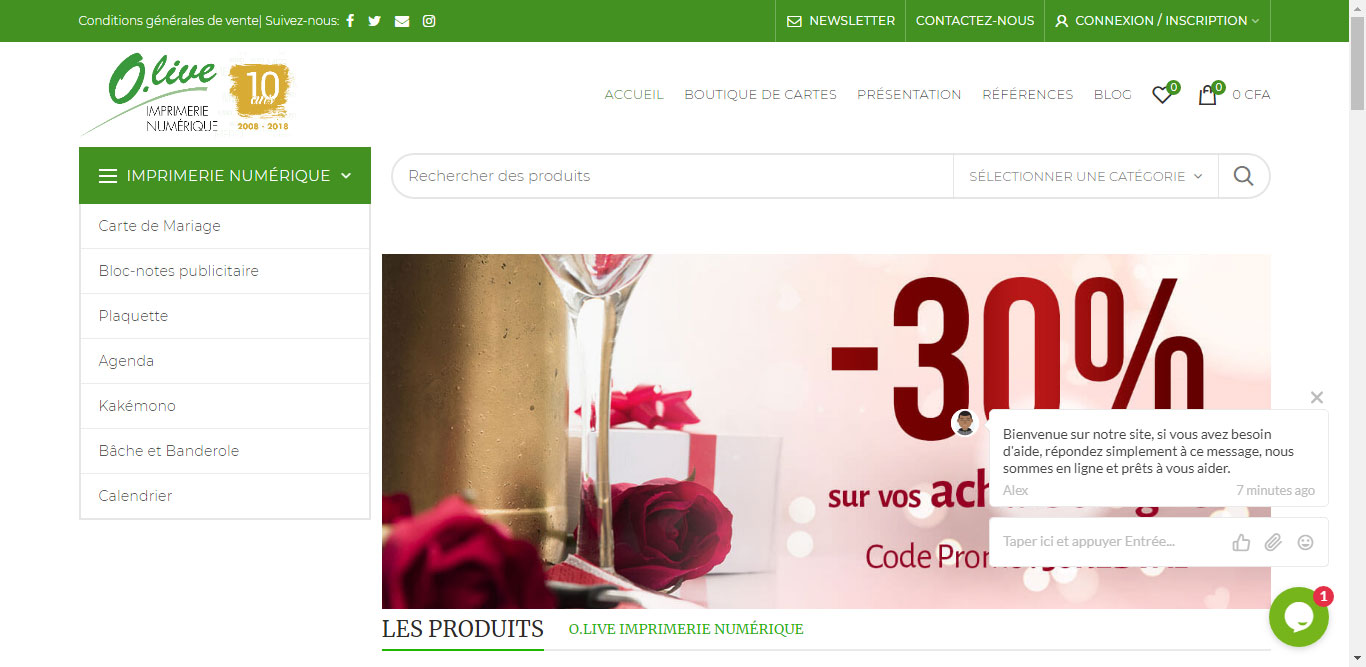 Conditions générales de vente| Suivez-nous:
NEWSLETTER
CONTACTEZ-NOUS
CONNEXION / INSCRIPTION
O.live
IMPRIMERIE
NUMÉRIQUE
10
ans
2008 - 2018
ACCUEIL
BOUTIQUE DE CARTES
PRÉSENTATION
RÉFÉRENCES
BLOG
0
0
0 CFA
IMPRIMERIE NUMÉRIQUE
Rechercher des produits
SÉLECTIONNER UNE CATÉGORIE
Carte de Mariage
Bloc-notes publicitaire
Plaquette
Agenda
Kakémono
Bâche et Banderole
Calendrier
-30%
sur vos
Code
Bienvenue sur notre site, si vous avez besoin
d'aide, répondez simplement à ce message, nous
sommes en ligne et prêts à vous aider.
Alex
7 minutes ago
Taper ici et appuyer Entrée...
1
LES PRODUITS
O.LIVE IMPRIMERIE NUMÉRIQUE